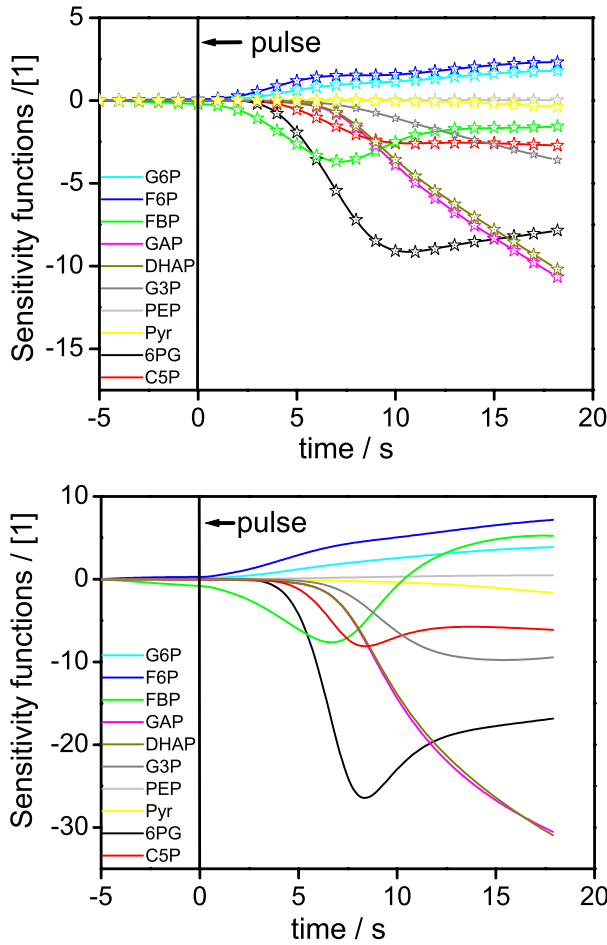 Sensitivity functions /[1]
5
0
-5
-10
-15
pulse
G6P
F6P
FBP
GAP
DHAP
G3P
PEP
Pyr
6PG
C5P
-5 0 5 10 15 20
time / s
Sensitivity functions / [1]
10
0
-10
-20
-30
pulse
G6P
F6P
FBP
GAP
DHAP
G3P
PEP
Pyr
6PG
C5P
-5 0 5 10 15 20
time / s